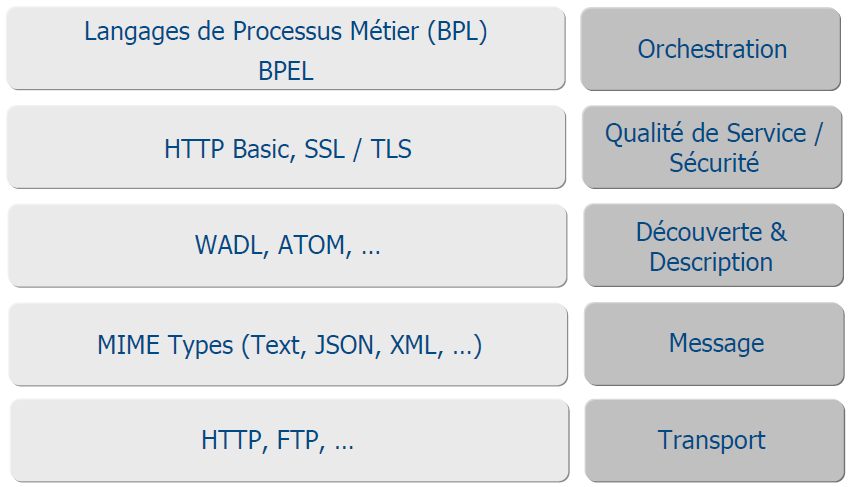 Langages de Processus Métier (BPL)
BPEL
Orchestration
HTTP Basic, SSL / TLS
Qualité de Service /
Sécurité
WADL, ATOM, ...
Découverte &
Description
MIME Types (Text, JSON, XML, ...)
Message
HTTP, FTP, ...
Transport